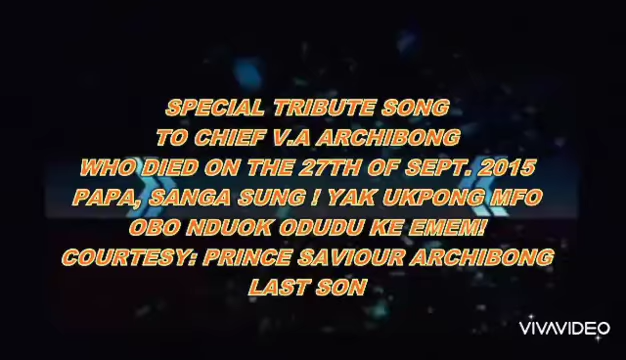 SPECIAL TRIBUTE SONG
TO CHIEF V.A ARCHIBONG
WHO DIED ON THE 27TH OF SEPT. 2015
PAPA, SANGA SUNG ! YAK UKPONG MFO
OBO NDUOK ODUDU KE EMEM!
COURTESY: PRINCE SAVIOUR ARCHIBONG
LAST SON
VIVAVIDEO